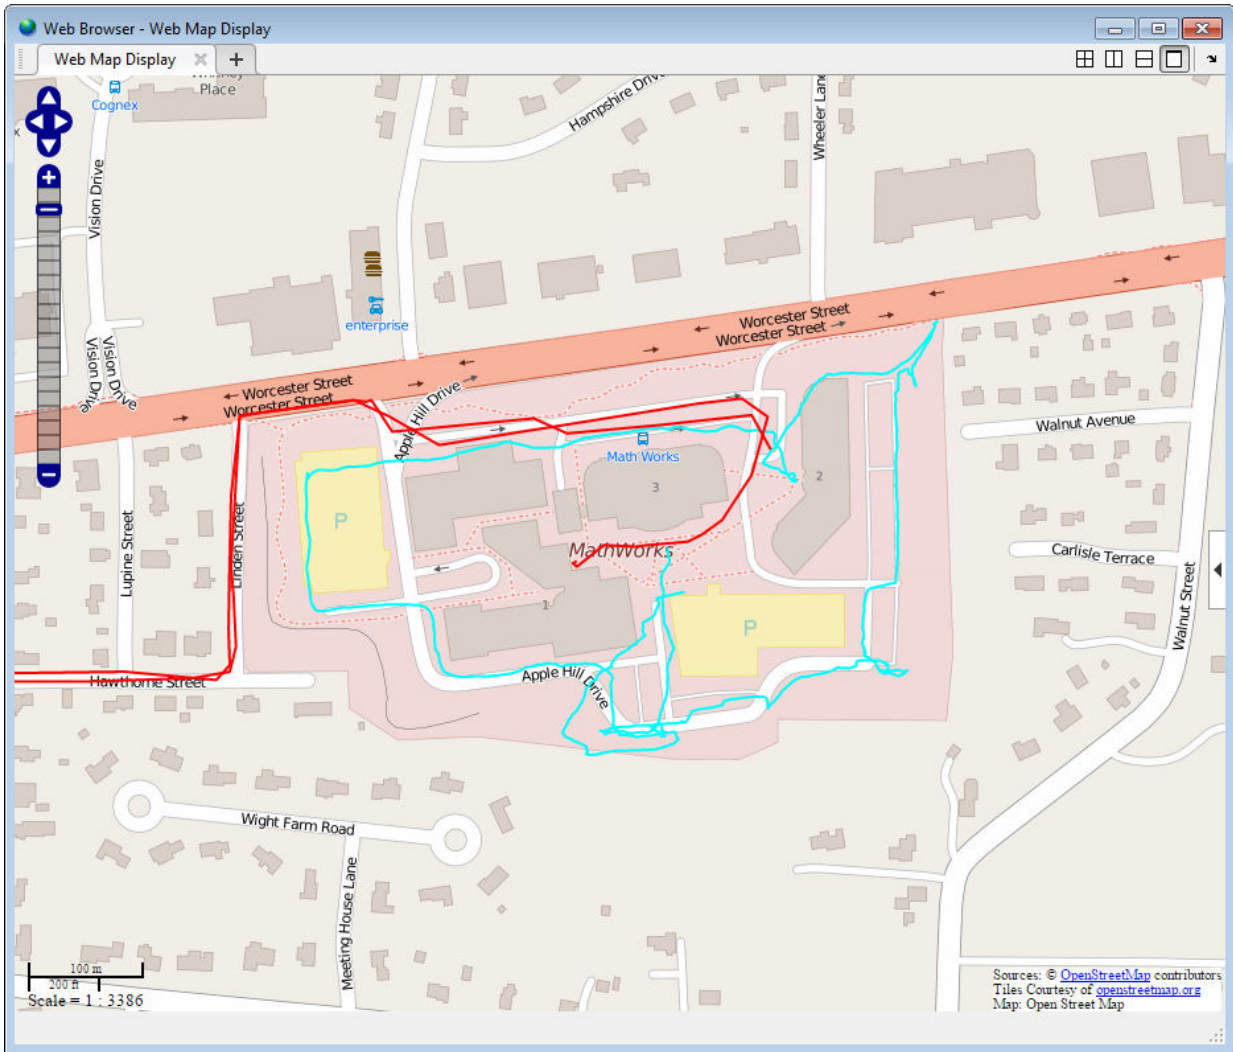 Web Browser - Web Map Display
Web Map Display
Place
Cognex
Vision Drive
Hampshire Drive
Wheeler Lane
enterprise
Vision Drive
Vision Drive
Worcester Street
Worcester Street
Worcester Street
Worcester Street
Apple Hill Drive
Walnut Avenue
Math Works
3
2
P
MathWorks
Linden Street
Lupine Street
Carlisle Terrace
Walnut Street
1
P
Hawthorne Street
Apple Hill Drive
Wight Farm Road
Meeting House Lane
100 m
200 ft
Scale = 1 : 3386
Sources: © OpenStreetMap contributors
Tiles Courtesy of openstreetmap.org
Map: Open Street Map